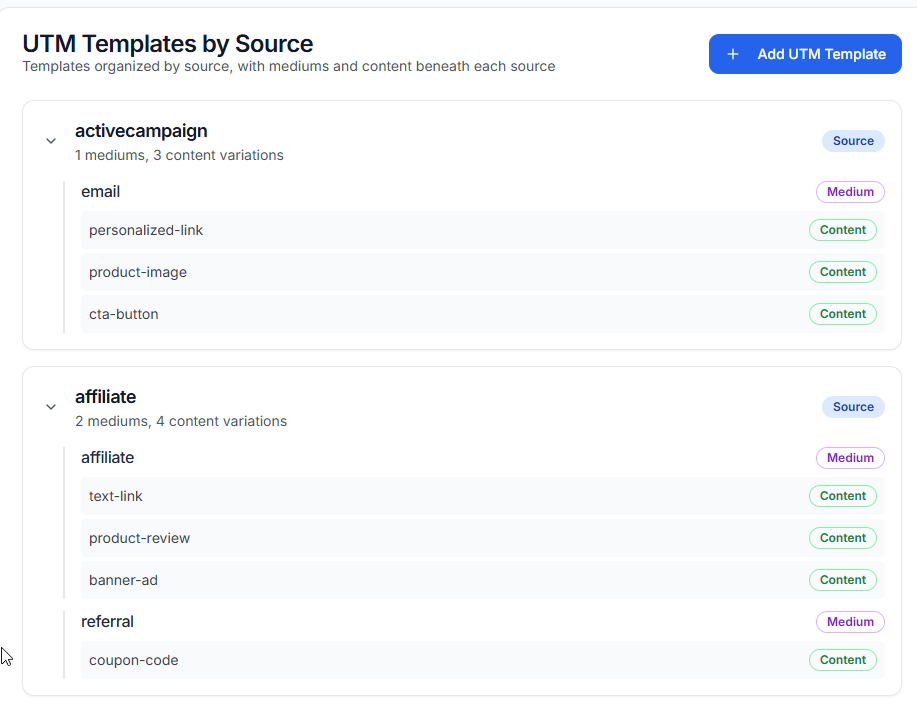 UTM Templates by Source
Templates organized by source, with mediums and content beneath each source
+ Add UTM Template
activecampaign
1 mediums, 3 content variations
Source
email
Medium
personalized-link
Content
product-image
Content
cta-button
Content
affiliate
2 mediums, 4 content variations
Source
affiliate
Medium
text-link
Content
product-review
Content
banner-ad
Content
referral
Medium
coupon-code
Content